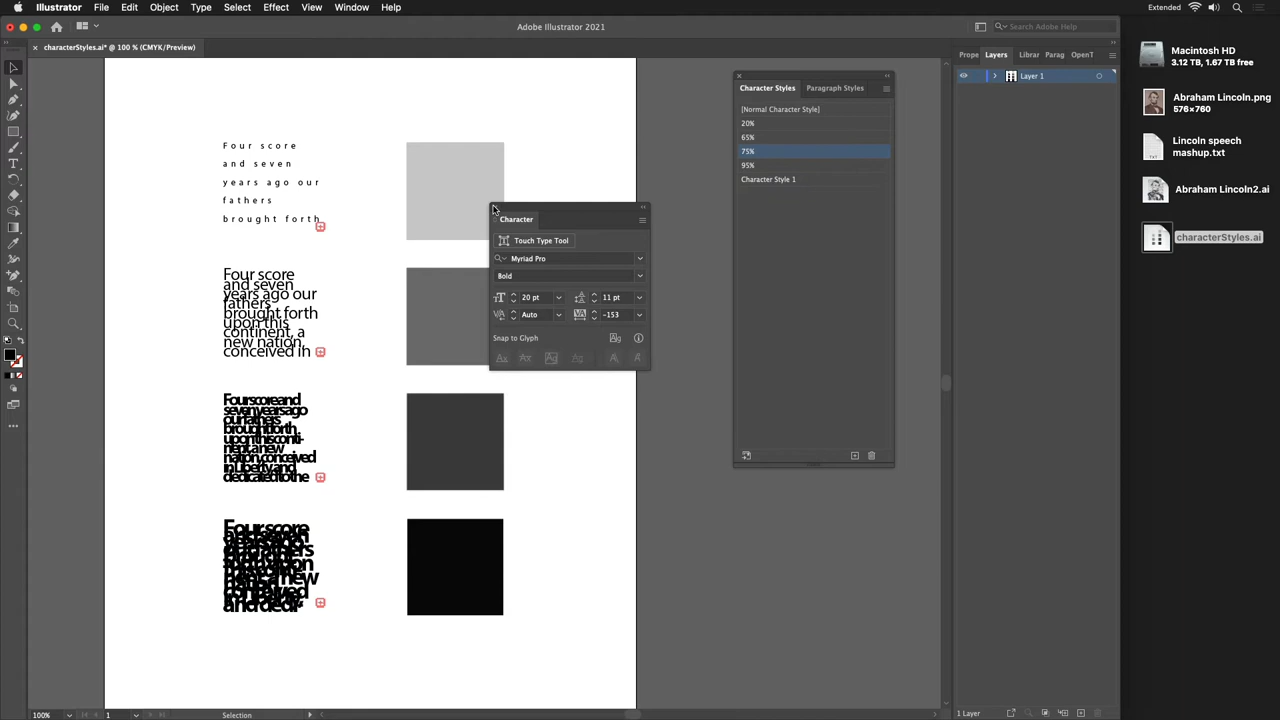 Illustrator File Edit Object Type Select Effect View Window Help
Extended
Adobe Illustrator 2021
Search Adobe Help
characterStyles.ai* @ 100 % (CMYK/Preview)
Prope Layers Librar Parag OpenT
Layer 1
Macintosh HD
3.12 TB, 1.67 TB free
Abraham Lincoln.png
576×760
Lincoln speech
mashup.txt
Abraham Lincoln2.ai
characterStyles.ai
Character Styles Paragraph Styles
[Normal Character Style]
20%
65%
75%
95%
Character Style 1
Four score
and seven
years ago our
fathers
brought forth
Character
Touch Type Tool
Myriad Pro
Bold
20 pt 11 pt
Auto -153
Snap to Glyph
Four score
and seven
years ago our
fathers
brought forth
upon this
continent, a
new nation,
conceived in
Four score and
seven years ago
our fathers
brought forth
upon this conti-
nent, a new
nation, conceived
in Liberty, and
dedicated to the
Four score
100% 1 Selection
1 Layer